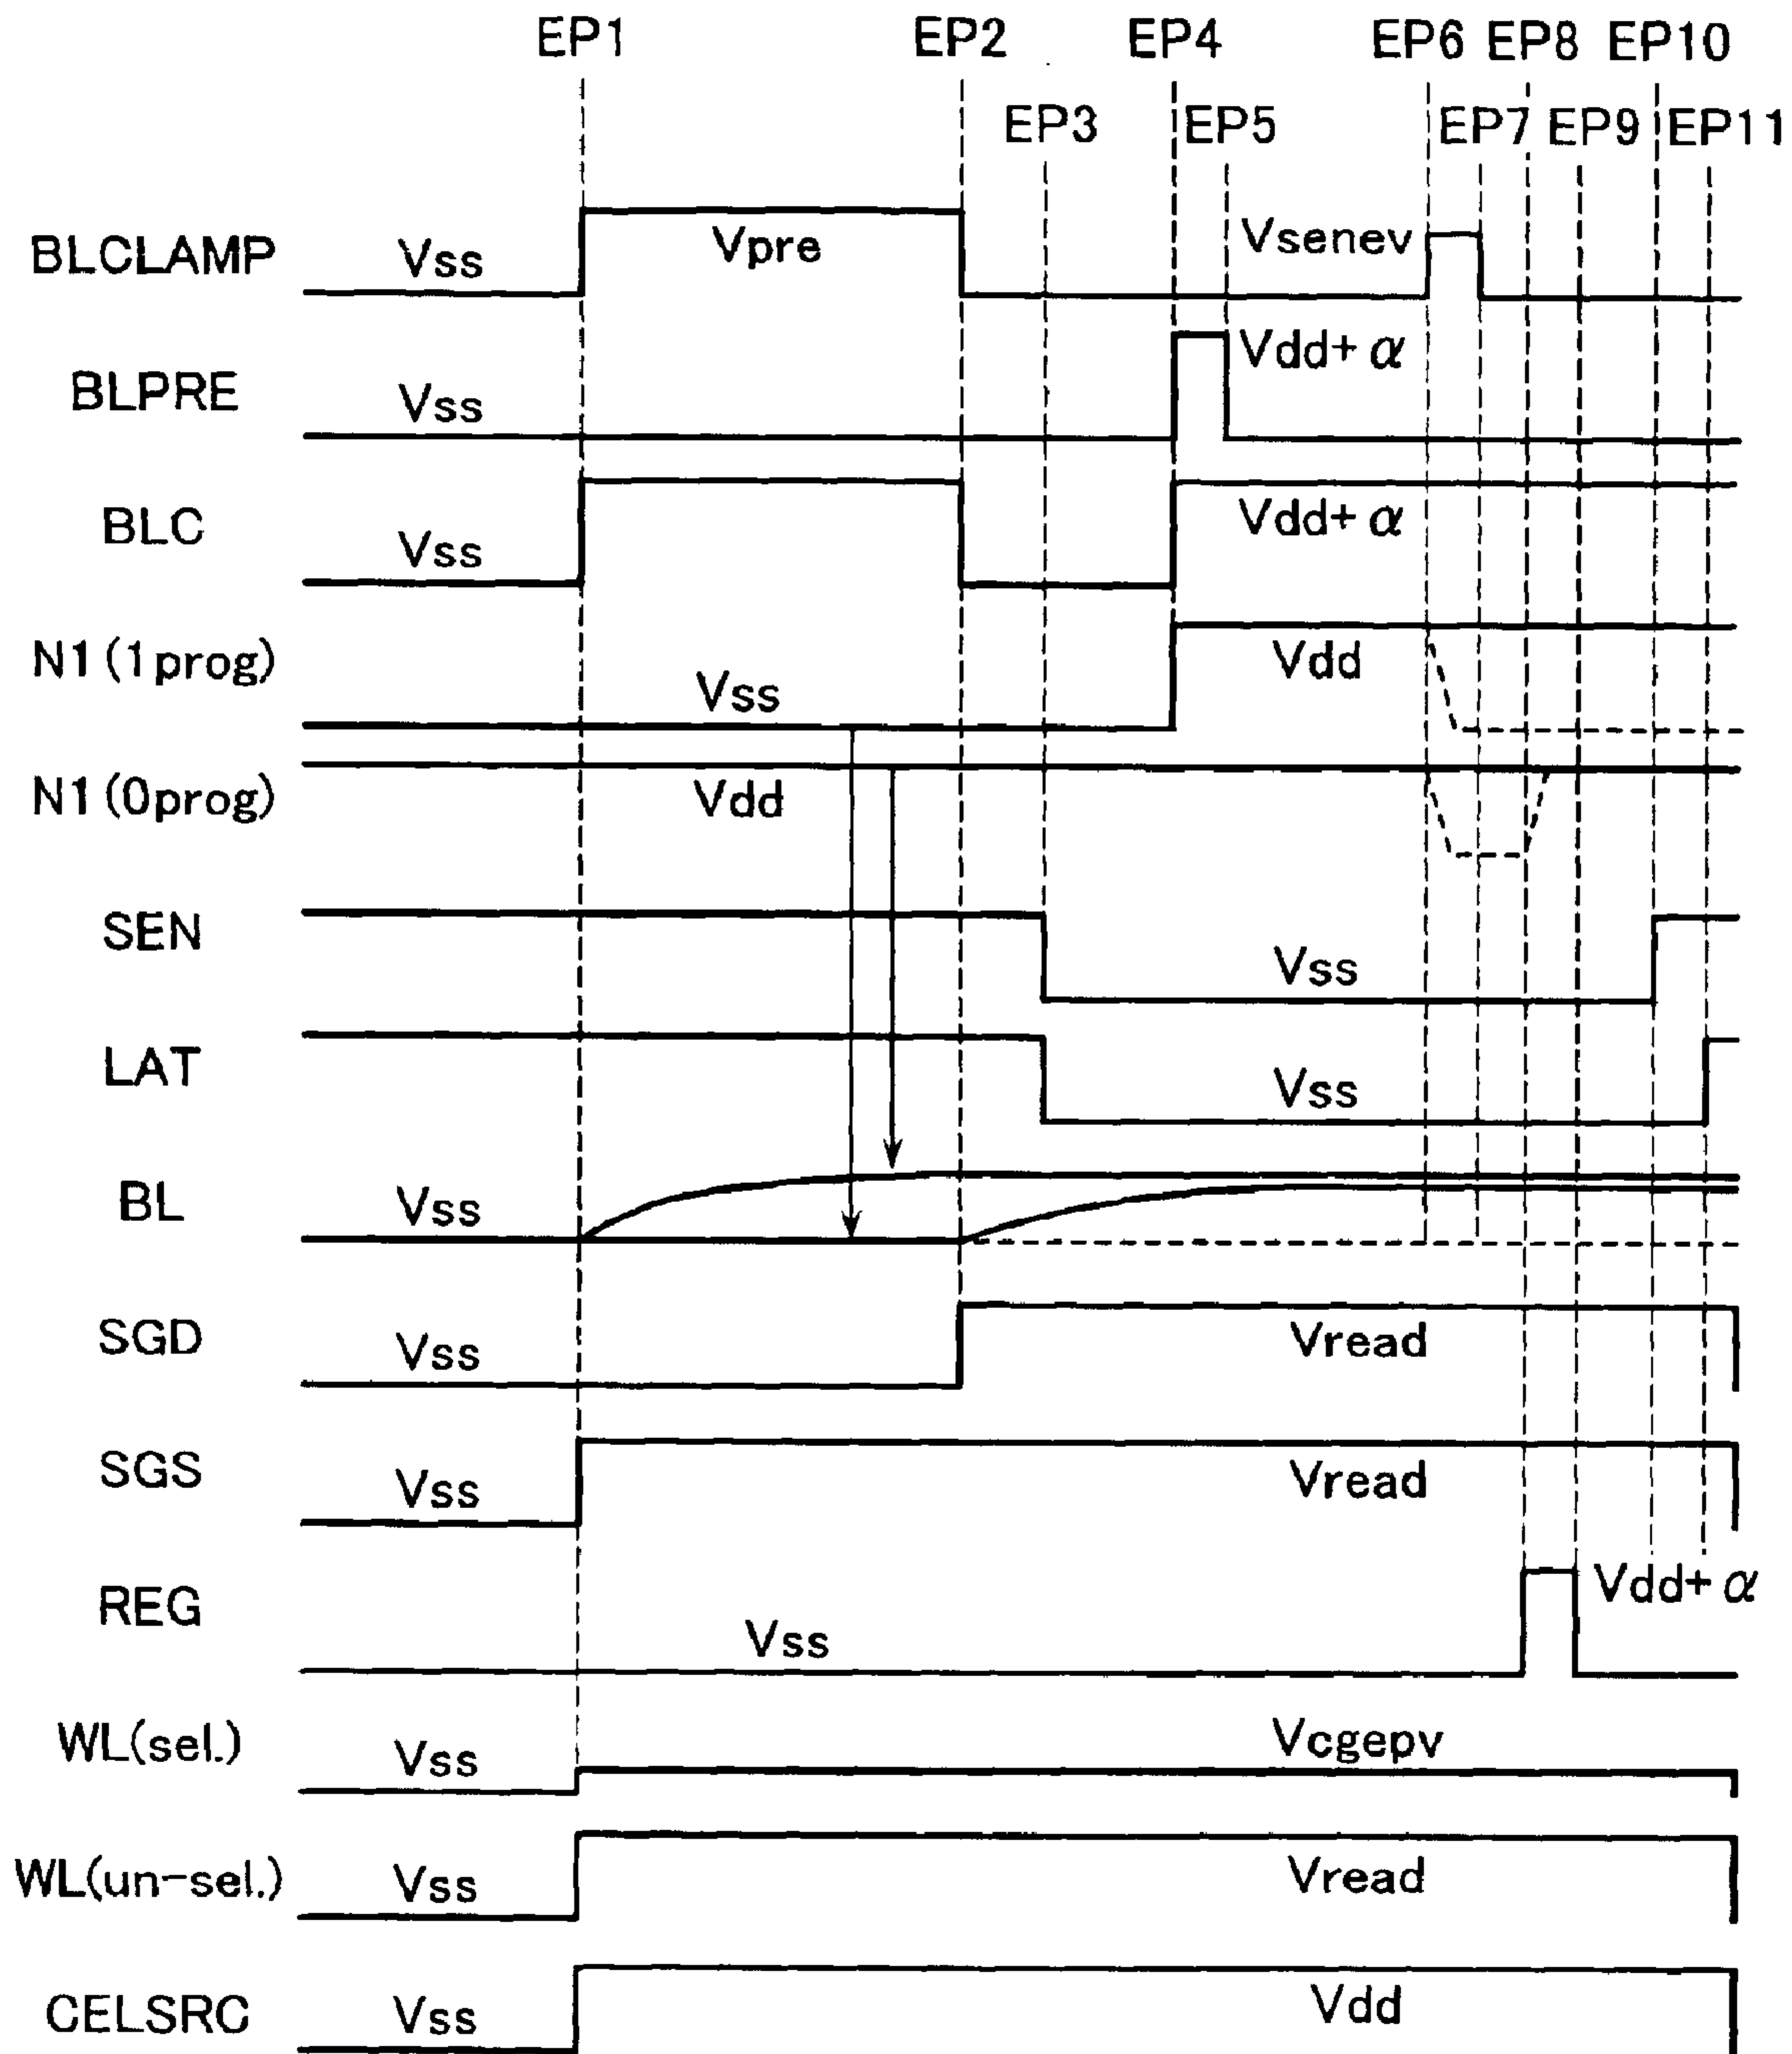 EP1 EP2 EP4 EP6 EP8 EP10
EP3 EP5 EP7 EP9 EP11
BLCLAMP Vss Vpre Vsenev
BLPRE Vss Vdd+α
BLC Vss Vdd+α
N1(1prog) Vss Vdd
N1(0prog) Vdd
SEN Vss
LAT Vss
BL Vss
SGD Vss Vread
SGS Vss Vread
REG Vss Vdd+α
WL(sel.) Vss Vcgepv
WL(un-sel.) Vss Vread
CELSRC Vss Vdd